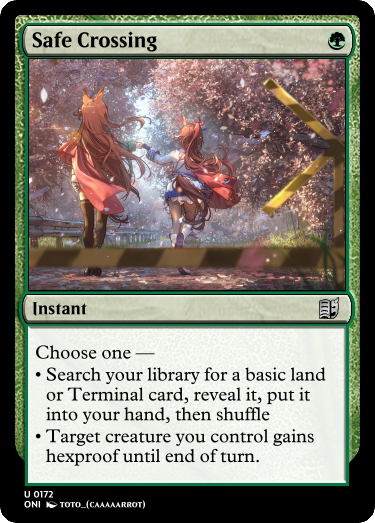 Safe Crossing
Instant
Choose one —
• Search your library for a basic land
or Terminal card, reveal it, put it
into your hand, then shuffle
• Target creature you control gains
hexproof until end of turn.
U 0172
ONI TOTO_(CAAAAARROT)